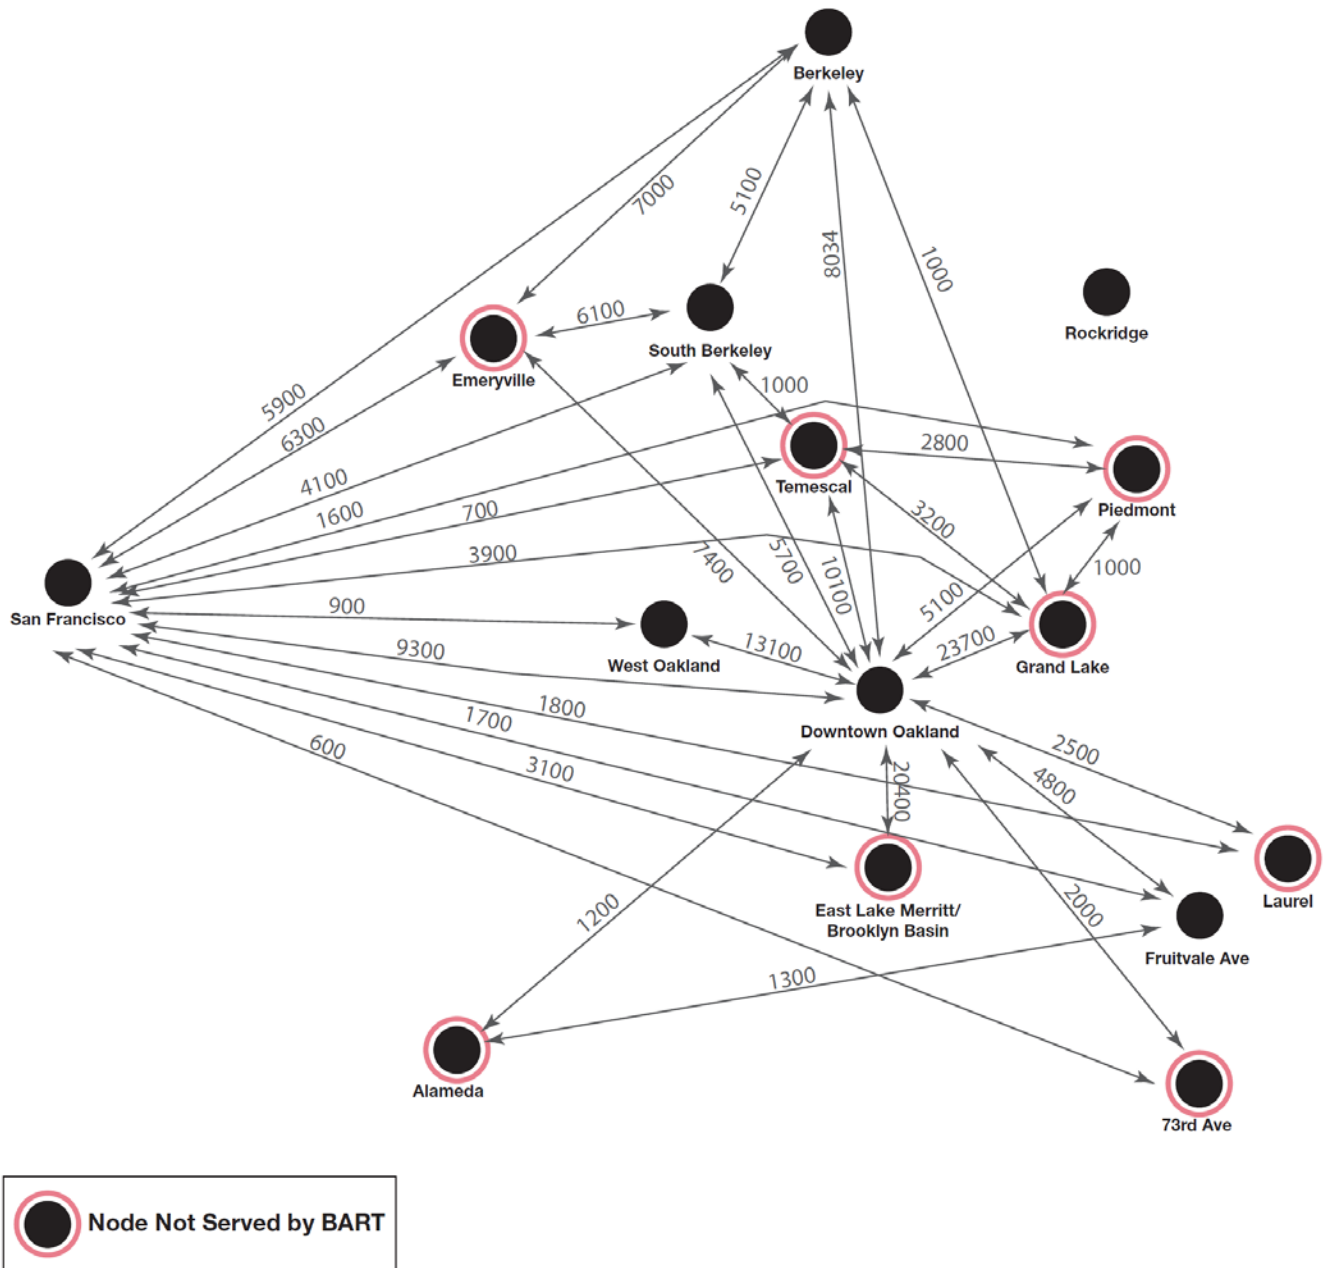 Berkeley
7000
5100
8034
1000
Rockridge
6100
South Berkeley
Emeryville
5900
6300
1000
4100
2800
Temescal
Piedmont
1600
700
3200
3900
7400
5700
10100
5100
1000
San Francisco
900
West Oakland
13100
23700
Grand Lake
9300
Downtown Oakland
1800
1700
600
3100
20400
2500
4800
East Lake Merritt/
Brooklyn Basin
1200
2000
Laurel
Fruitvale Ave
1300
Alameda
73rd Ave
Node Not Served by BART